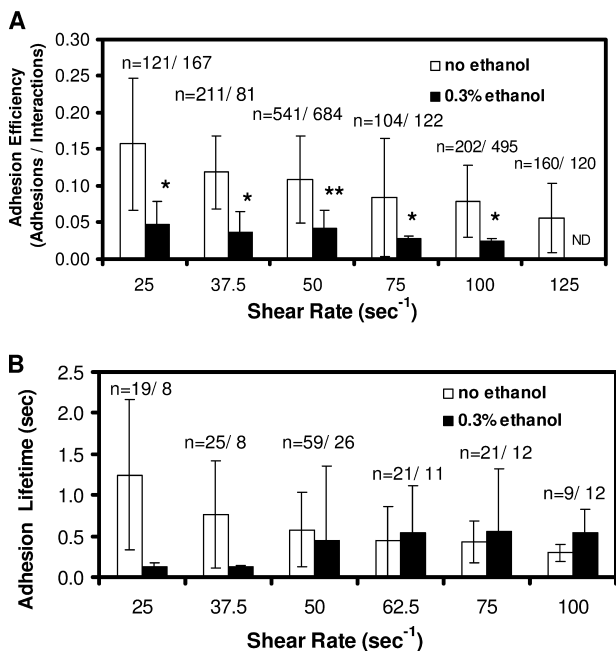 A
Adhesion Efficiency
(Adhesions / Interactions)
0.30
0.25
0.20
0.15
0.10
0.05
0.00
no ethanol
0.3% ethanol
n=121/ 167
n=211/ 81
n=541/ 684
n=104/ 122
n=202/ 495
n=160/ 120
*
*
**
*
*
ND
25 37.5 50 75 100 125
Shear Rate (sec-1)
B
Adhesion Lifetime (sec)
2.5
2.0
1.5
1.0
0.5
0.0
no ethanol
0.3% ethanol
n=19/ 8
n=25/ 8
n=59/ 26
n=21/ 11
n=21/ 12
n=9/ 12
25 37.5 50 62.5 75 100
Shear Rate (sec-1)